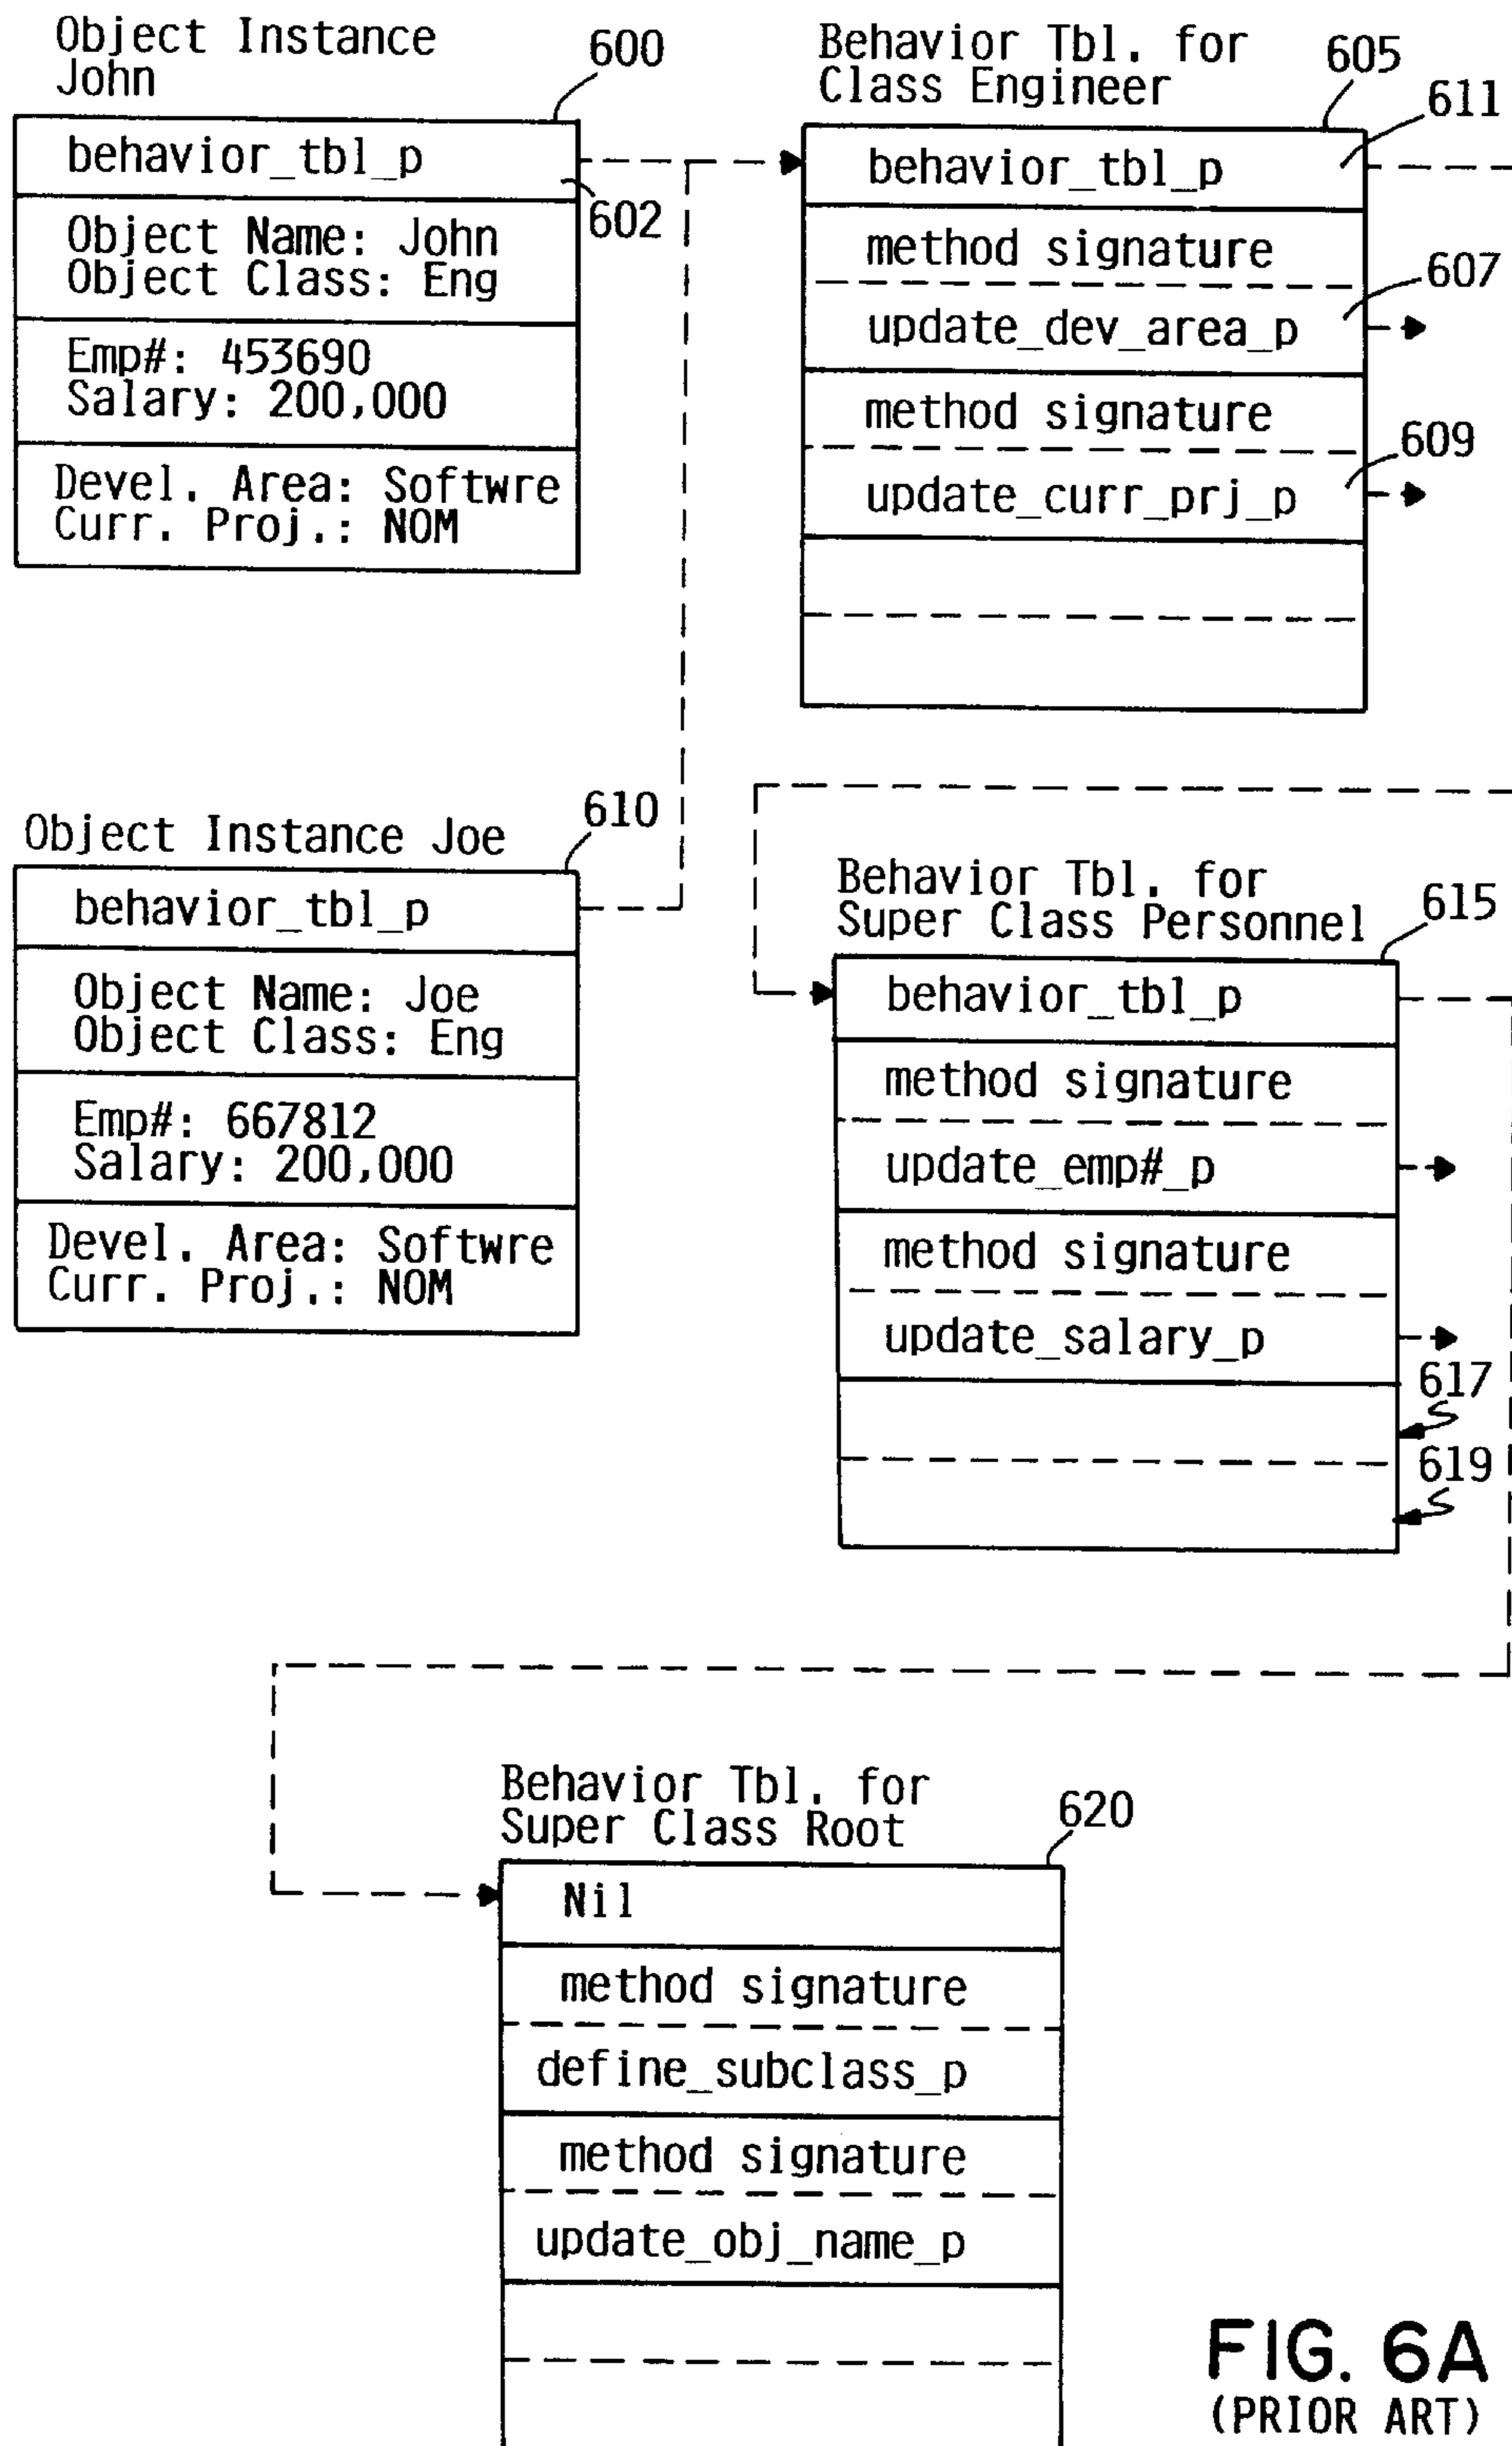 Object Instance
John
600
behavior_tbl_p
602
Object Name: John
Object Class: Eng
Emp#: 453690
Salary: 200,000
Devel. Area: Softwre
Curr. Proj.: NOM
Behavior Tbl. for
Class Engineer
605
611
behavior_tbl_p
method signature
607
update_dev_area_p
method signature
609
update_curr_prj_p
Object Instance Joe
610
behavior_tbl_p
Object Name: Joe
Object Class: Eng
Emp#: 667812
Salary: 200,000
Devel. Area: Softwre
Curr. Proj.: NOM
Behavior Tbl. for
Super Class Personnel
615
behavior_tbl_p
method signature
update_emp#_p
method signature
update_salary_p
617
619
Behavior Tbl. for
Super Class Root
620
Nil
method signature
define_subclass_p
method signature
update_obj_name_p
FIG. 6A
(PRIOR ART)